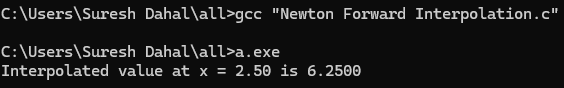 C:\Users\Suresh Dahal\all>gcc "Newton Forward Interpolation.c"
C:\Users\Suresh Dahal\all>a.exe
Interpolated value at x = 2.50 is 6.2500